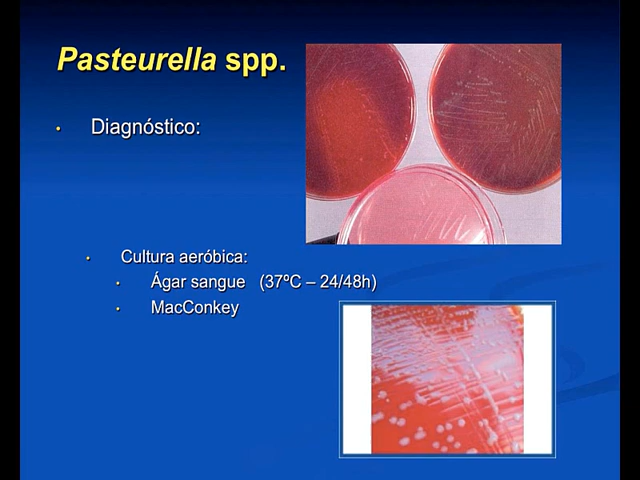 Pasteurella spp.
• Diagnóstico:
• Cultura aeróbica:
• Ágar sangue (37ºC – 24/48h)
• MacConkey